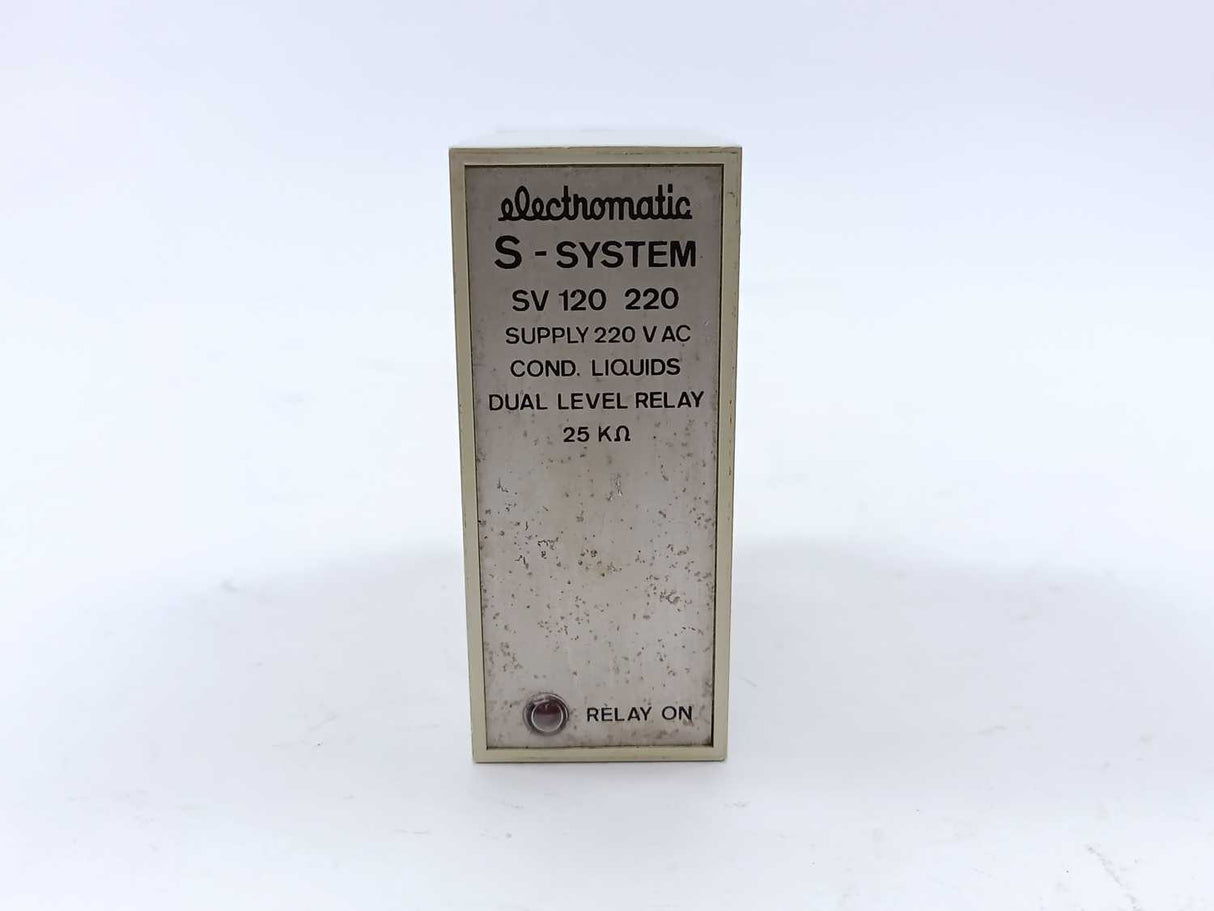 electromatic
S - SYSTEM
SV 120 220
SUPPLY 220 V AC
COND. LIQUIDS
DUAL LEVEL RELAY
25 KΩ
RELAY ON